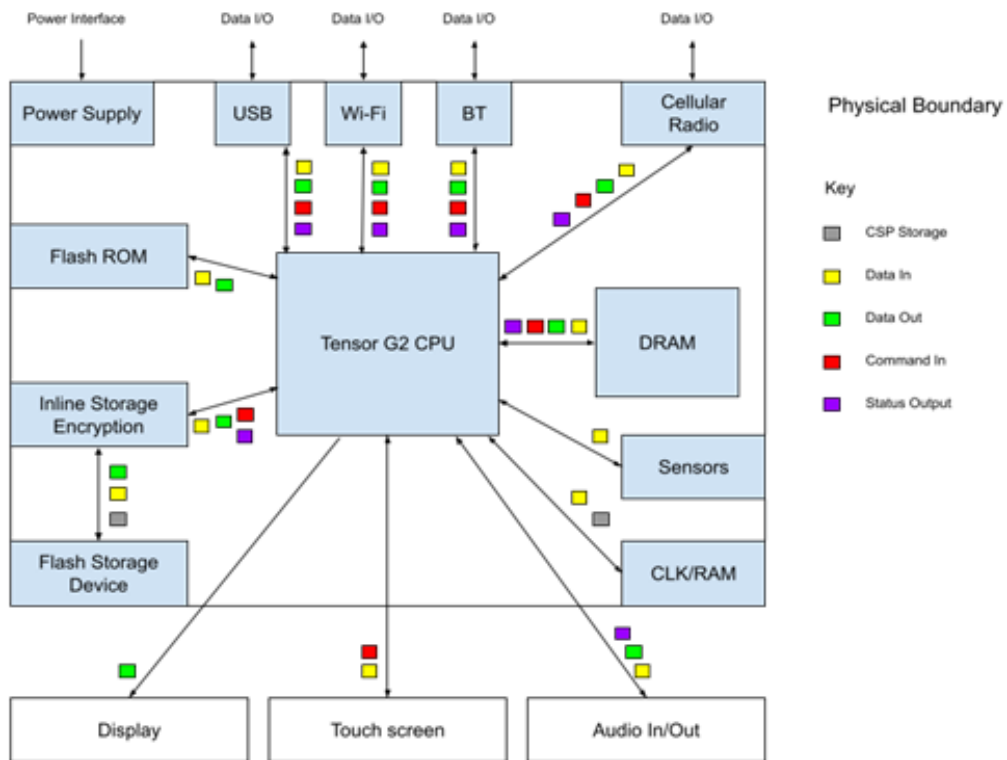 Power Interface
Data I/O
Data I/O
Data I/O
Data I/O
Power Supply
USB
Wi-Fi
BT
Cellular
Radio
Physical Boundary
Key
CSP Storage
Data In
Data Out
Command In
Status Output
Flash ROM
Tensor G2 CPU
DRAM
Inline Storage
Encryption
Sensors
Flash Storage
Device
CLK/RAM
Display
Touch screen
Audio In/Out